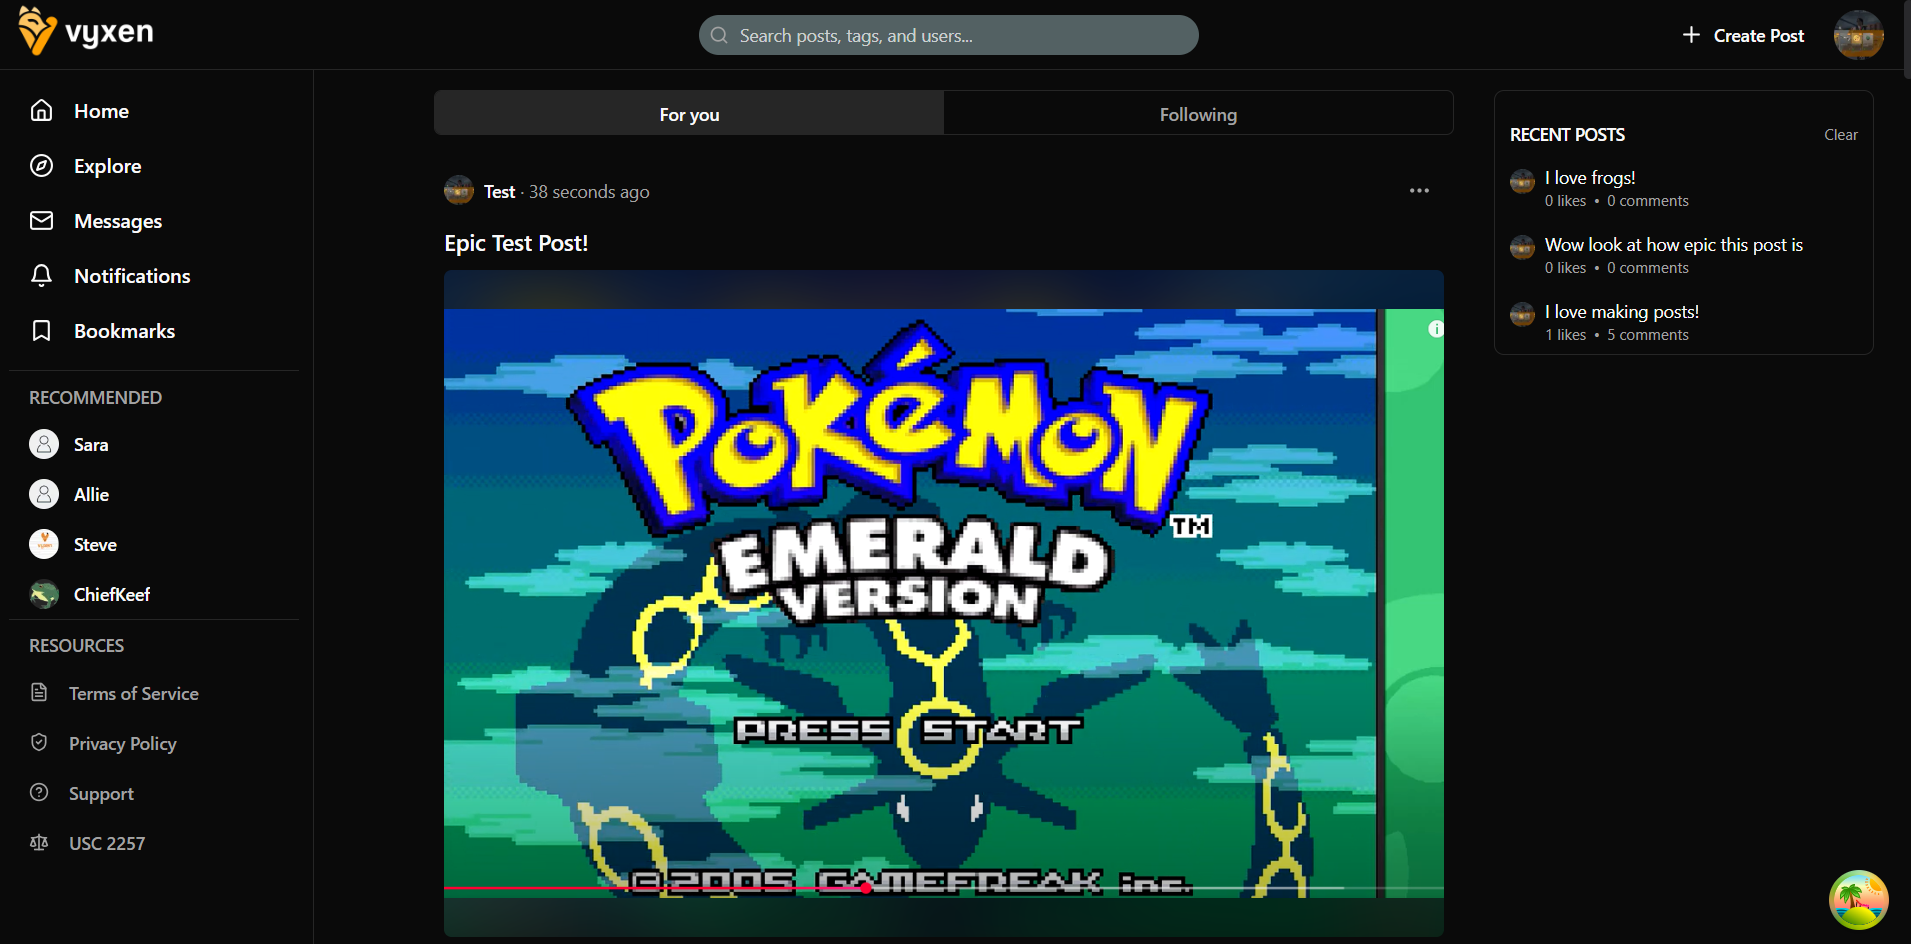 vyxen
Search posts, tags, and users...
Create Post
Home
Explore
Messages
Notifications
Bookmarks
RECOMMENDED
Sara
Allie
Steve
ChiefKeef
RESOURCES
Terms of Service
Privacy Policy
Support
USC 2257
For you
Following
Test · 38 seconds ago
Epic Test Post!
POKéMON
TM
EMERALD
VERSION
PRESS START
© 2005 GAMEFREAK inc.
RECENT POSTS
Clear
I love frogs!
0 likes • 0 comments
Wow look at how epic this post is
0 likes • 0 comments
I love making posts!
1 likes • 5 comments